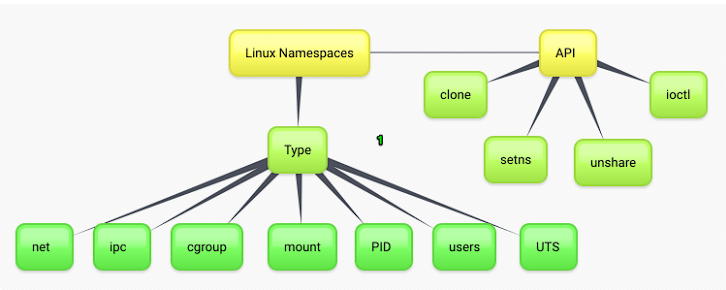 Linux Namespaces
API
clone
ioctl
setns
unshare
Type
1
net
ipc
cgroup
mount
PID
users
UTS